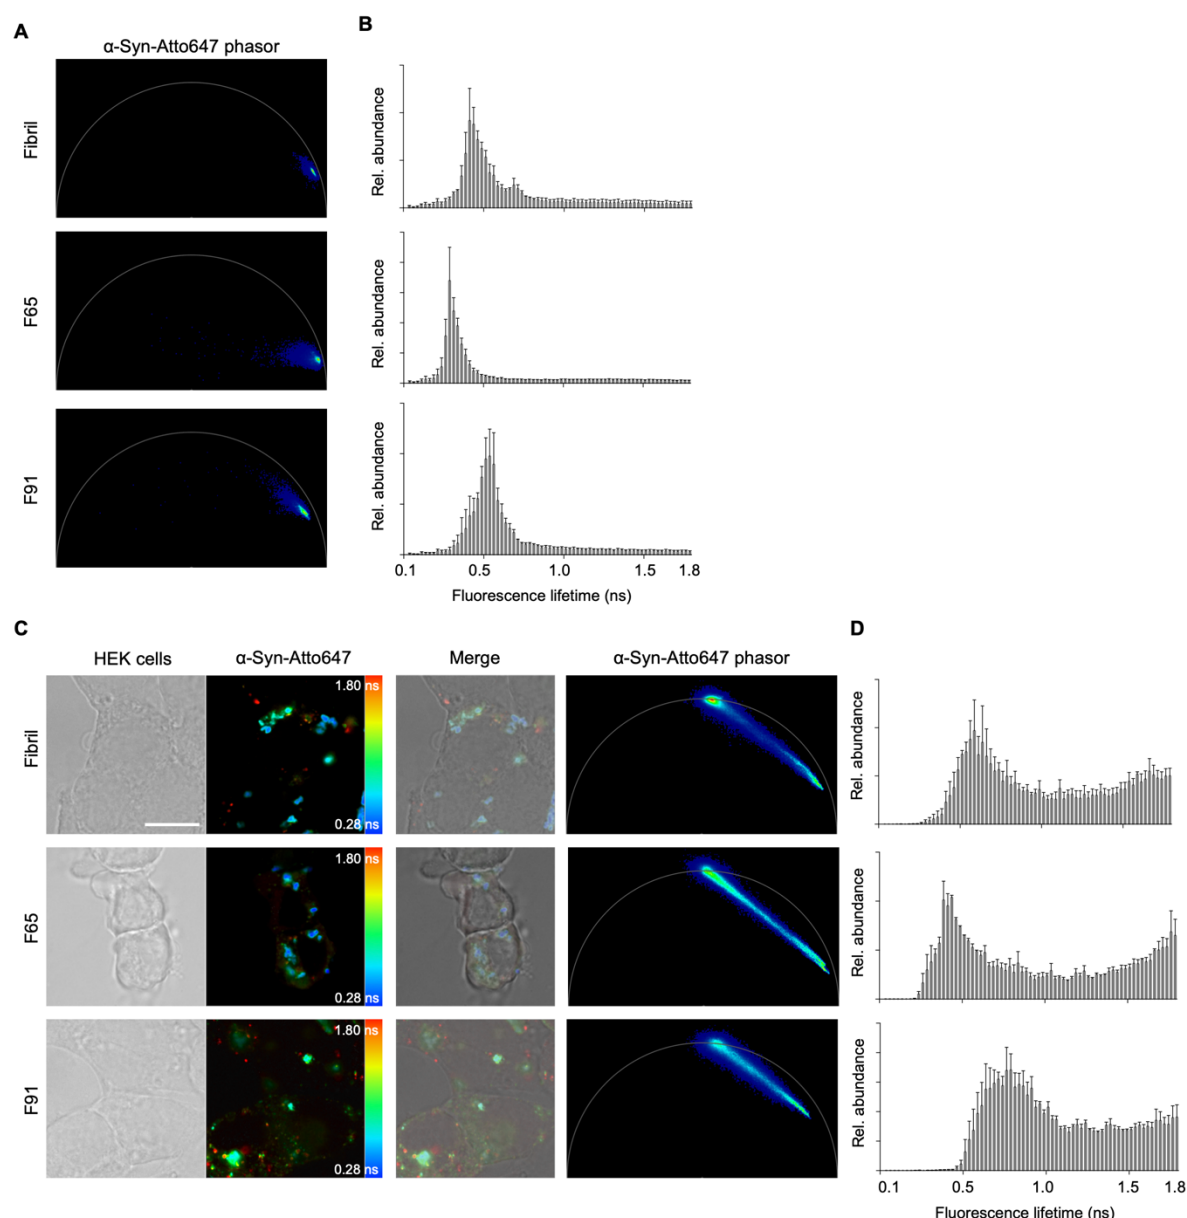 A
B
α-Syn-Atto647 phasor
Fibril
Rel. abundance
F65
Rel. abundance
F91
Rel. abundance
0.1 0.5 1.0 1.5 1.8
Fluorescence lifetime (ns)
C
D
HEK cells α-Syn-Atto647 Merge α-Syn-Atto647 phasor
Fibril
1.80 ns
0.28 ns
Rel. abundance
F65
1.80 ns
0.28 ns
Rel. abundance
F91
1.80 ns
0.28 ns
Rel. abundance
0.1 0.5 1.0 1.5 1.8
Fluorescence lifetime (ns)